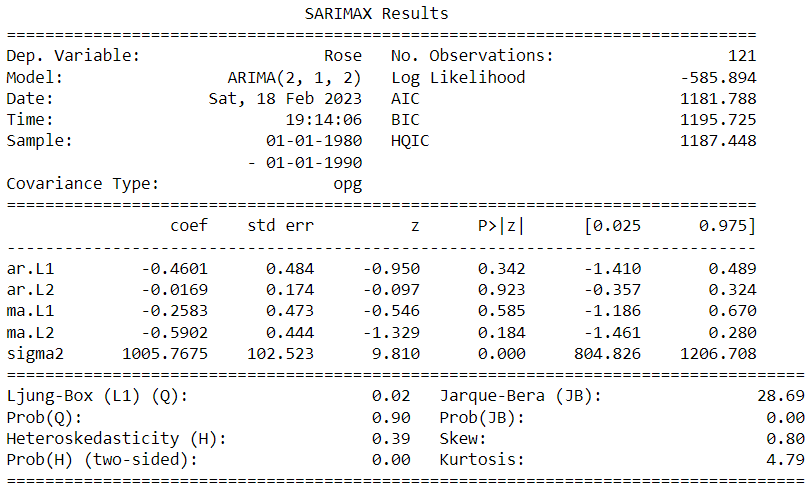 SARIMAX Results
==============================================================================
Dep. Variable:                   Rose   No. Observations:                  121
Model:                 ARIMA(2, 1, 2)   Log Likelihood                -585.894
Date:                Sat, 18 Feb 2023   AIC                           1181.788
Time:                        19:14:06   BIC                           1195.725
Sample:                    01-01-1980   HQIC                          1187.448
                         - 01-01-1990
Covariance Type:                  opg
==============================================================================
                 coef    std err          z      P>|z|      [0.025      0.975]
------------------------------------------------------------------------------
ar.L1         -0.4601      0.484     -0.950      0.342      -1.410       0.489
ar.L2         -0.0169      0.174     -0.097      0.923      -0.357       0.324
ma.L1         -0.2583      0.473     -0.546      0.585      -1.186       0.670
ma.L2         -0.5902      0.444     -1.329      0.184      -1.461       0.280
sigma2      1005.7675    102.523      9.810      0.000     804.826    1206.708
===================================================================================
Ljung-Box (L1) (Q):                   0.02   Jarque-Bera (JB):                28.69
Prob(Q):                              0.90   Prob(JB):                         0.00
Heteroskedasticity (H):               0.39   Skew:                             0.80
Prob(H) (two-sided):                  0.00   Kurtosis:                         4.79
===================================================================================